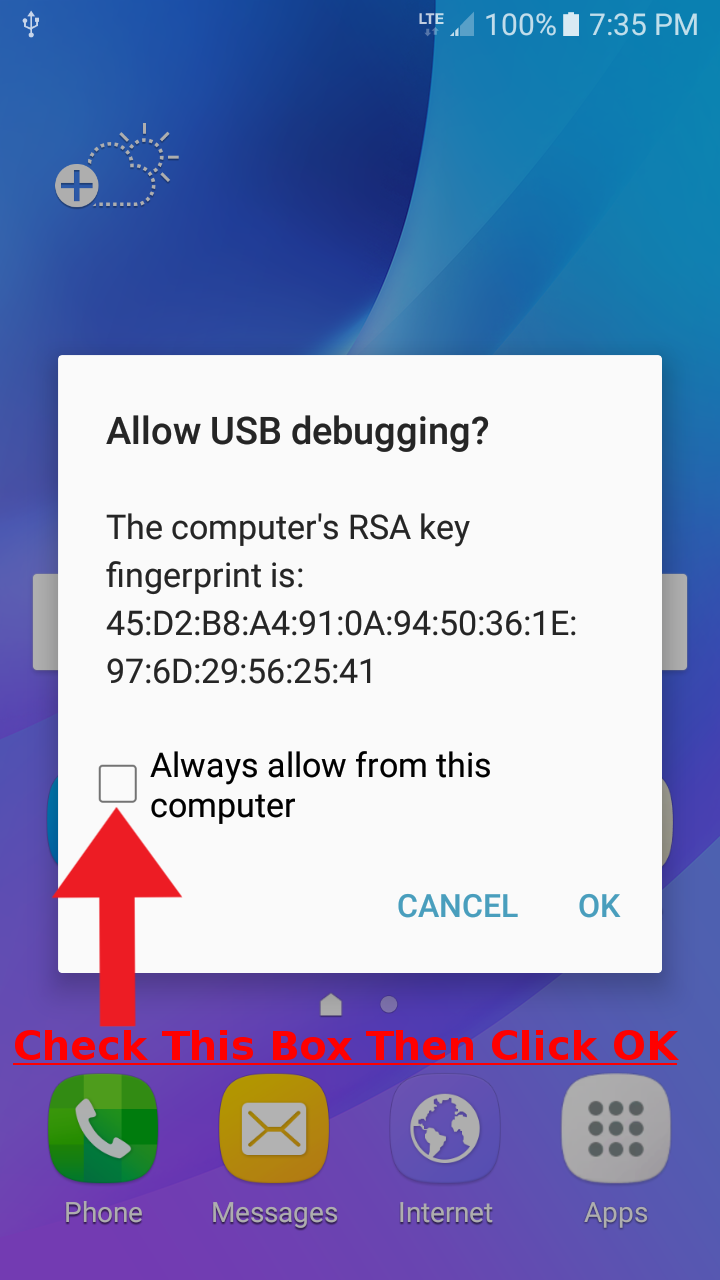 LTE 100% 7:35 PM
Allow USB debugging?
The computer's RSA key
fingerprint is:
45:D2:B8:A4:91:0A:94:50:36:1E:
97:6D:29:56:25:41
Always allow from this
computer
CANCEL OK
Check This Box Then Click OK
Phone Messages Internet Apps